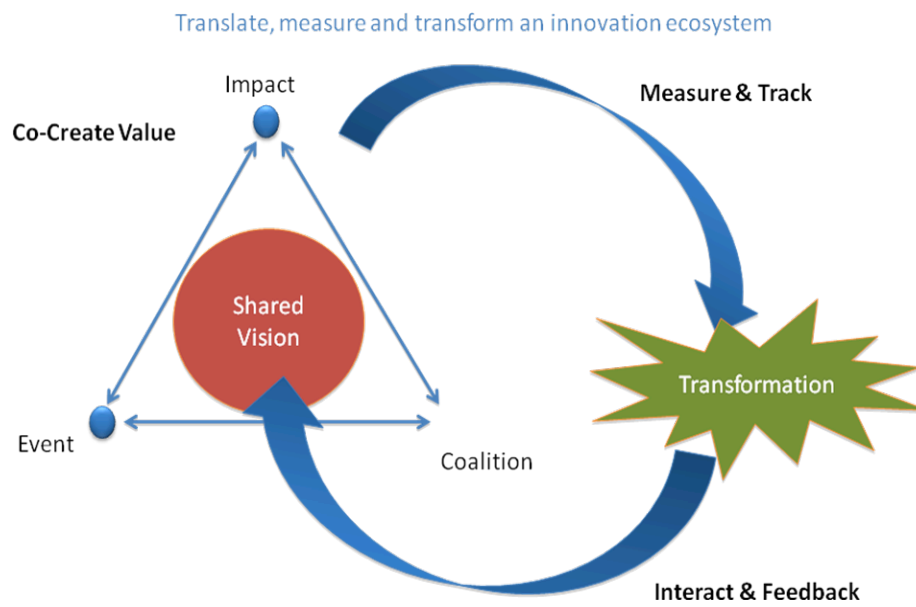 Translate, measure and transform an innovation ecosystem
Impact
Measure & Track
Co-Create Value
Shared
Vision
Transformation
Event
Coalition
Interact & Feedback